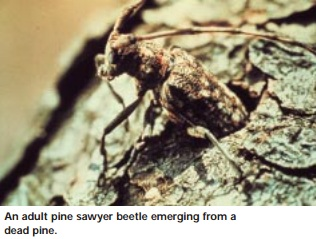 An adult pine sawyer beetle emerging from a
dead pine.